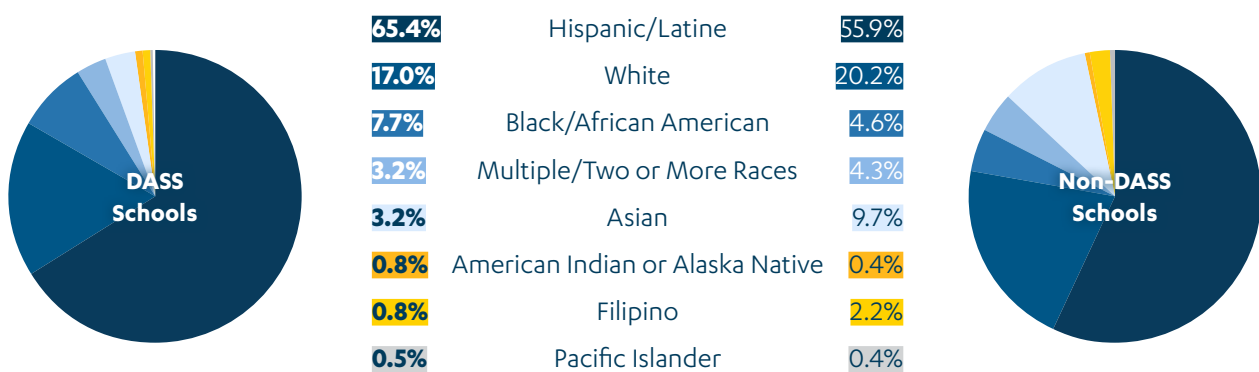 65.4% Hispanic/Latine 55.9%
17.0% White 20.2%
7.7% Black/African American 4.6%
3.2% Multiple/Two or More Races 4.3%
DASS
Schools
Non-DASS
Schools
3.2% Asian 9.7%
0.8% American Indian or Alaska Native 0.4%
0.8% Filipino 2.2%
0.5% Pacific Islander 0.4%